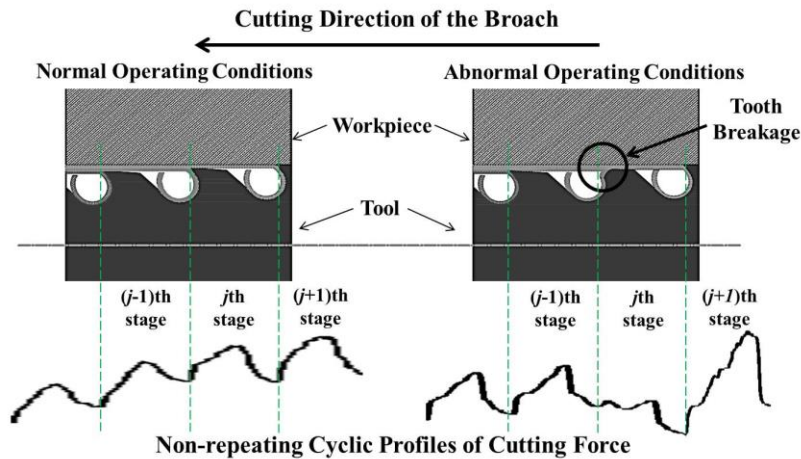 Cutting Direction of the Broach
Normal Operating Conditions
Abnormal Operating Conditions
Tooth
Breakage
Workpiece
Tool
(j-1)th
stage
jth
stage
(j+1)th
stage
(j-1)th
stage
jth
stage
(j+1)th
stage
Non-repeating Cyclic Profiles of Cutting Force